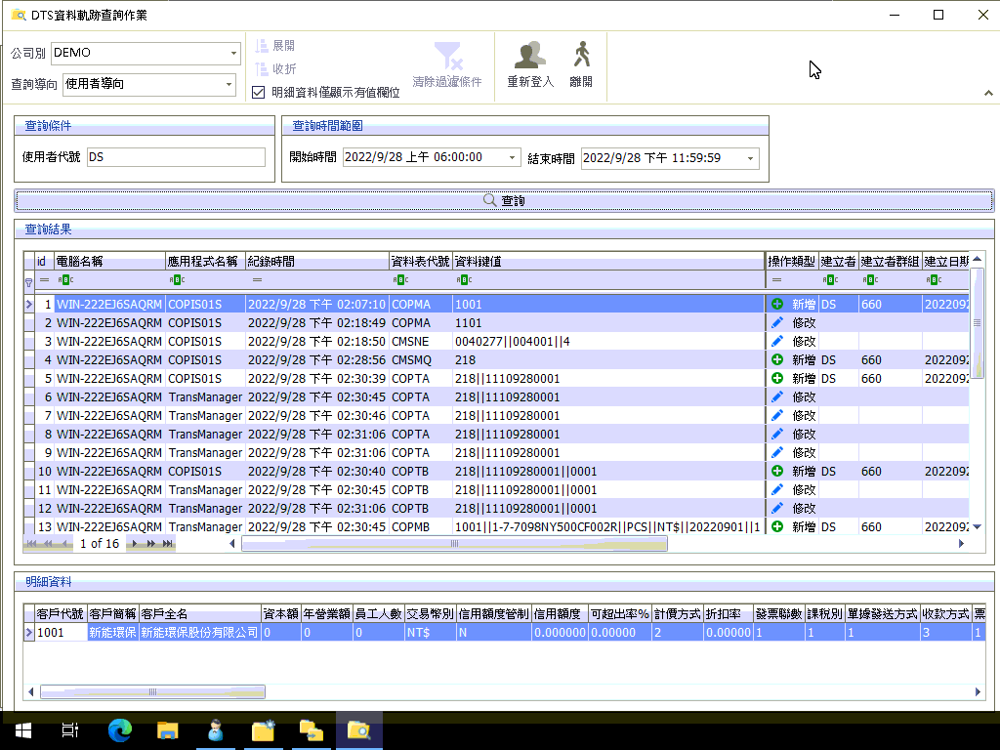 DTS資料軌跡查詢作業
公司別 DEMO
查詢導向 使用者導向
展開
收折
明細資料僅顯示有值欄位
清除過濾條件
重新登入
離開
查詢條件
使用者代號 DS
查詢時間範圍
開始時間 2022/9/28 上午 06:00:00 結束時間 2022/9/28 下午 11:59:59
查詢
查詢結果
id 電腦名稱 應用程式名稱 紀錄時間 資料表代號 資料鍵值 操作類型 建立者 建立者群組 建立日期
1 WIN-222EJ6SAQRM COPIS01S 2022/9/28 下午 02:07:10 COPMA 1001 新增 DS 660 2022092
2 WIN-222EJ6SAQRM COPIS01S 2022/9/28 下午 02:18:49 COPMA 1101 修改
3 WIN-222EJ6SAQRM COPIS01S 2022/9/28 下午 02:18:50 CMSNE 0040277||004001||4 修改
4 WIN-222EJ6SAQRM COPIS01S 2022/9/28 下午 02:28:56 CMSMQ 218 新增 DS 660 2022092
5 WIN-222EJ6SAQRM COPIS01S 2022/9/28 下午 02:30:39 COPTA 218||11109280001 新增 DS 660 2022092
6 WIN-222EJ6SAQRM TransManager 2022/9/28 下午 02:30:45 COPTA 218||11109280001 修改
7 WIN-222EJ6SAQRM TransManager 2022/9/28 下午 02:30:46 COPTA 218||11109280001 修改
8 WIN-222EJ6SAQRM TransManager 2022/9/28 下午 02:31:06 COPTA 218||11109280001 修改
9 WIN-222EJ6SAQRM TransManager 2022/9/28 下午 02:31:06 COPTA 218||11109280001 修改
10 WIN-222EJ6SAQRM COPIS01S 2022/9/28 下午 02:30:40 COPTB 218||11109280001||0001 新增 DS 660 2022092
11 WIN-222EJ6SAQRM TransManager 2022/9/28 下午 02:30:45 COPTB 218||11109280001||0001 修改
12 WIN-222EJ6SAQRM TransManager 2022/9/28 下午 02:31:06 COPTB 218||11109280001||0001 修改
13 WIN-222EJ6SAQRM TransManager 2022/9/28 下午 02:30:45 COPMB 1001||1-7-7098NY500CF002R||PCS||NT$||20220901||1 新增 DS 660 2022092
1 of 16
明細資料
客戶代號 客戶簡稱 客戶全名 資本額 年營業額 員工人數 交易幣別 信用額度管制 信用額度 可超出率% 計價方式 折扣率 發票聯數 課稅別 單據發送方式 收款方式 票
1001 新能環保 新能環保股份有限公司 0 0 0 NT$ N 0.000000 0.00000 2 0.00000 1 1 1 3 1